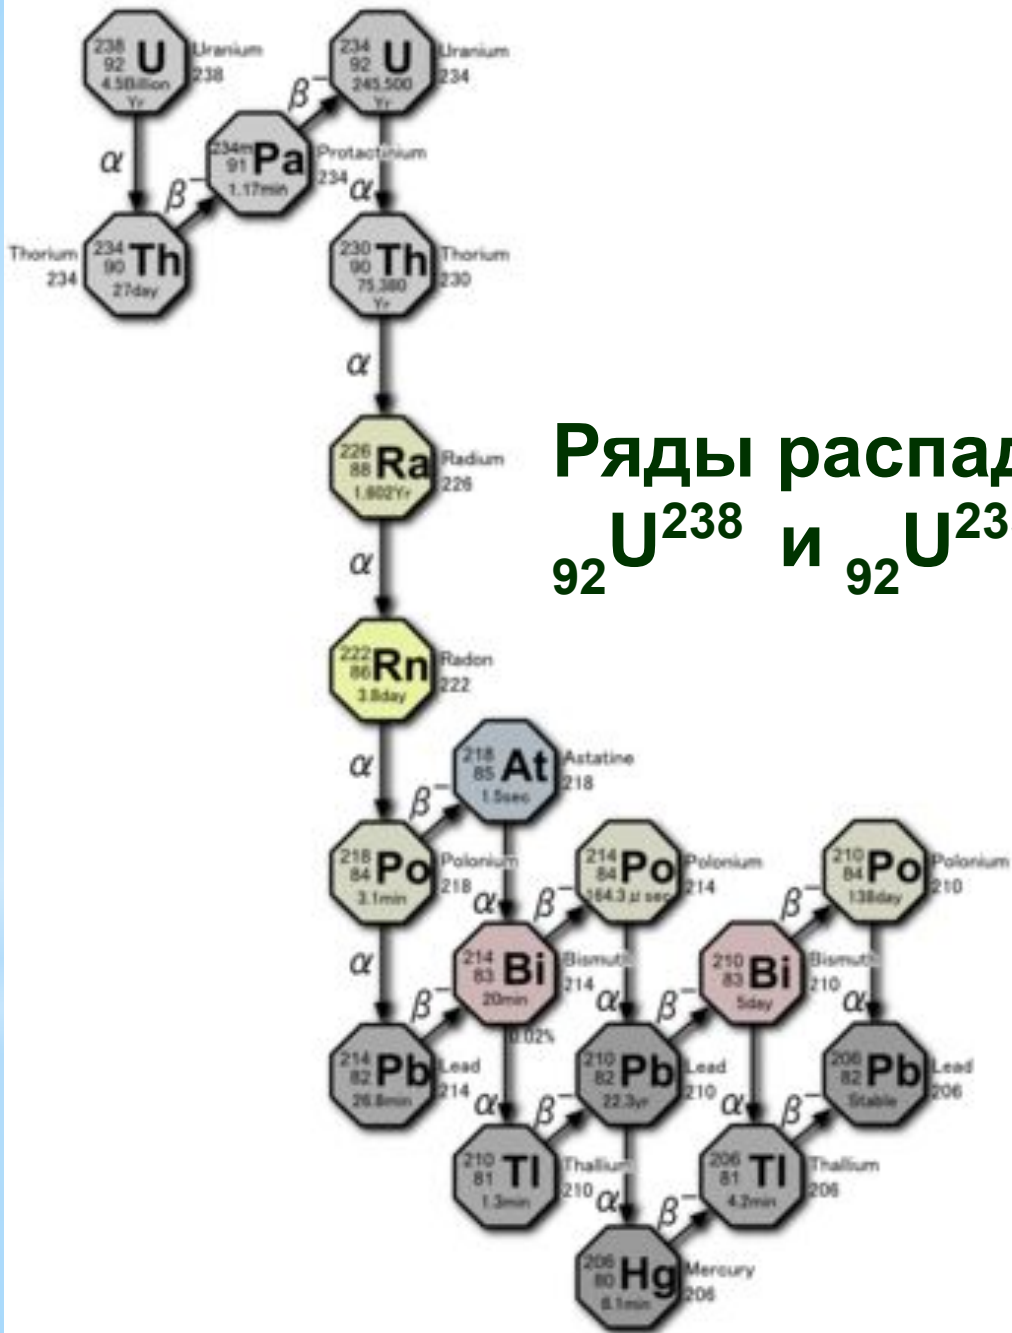 238
92 U
4.5Billion
Yr
Uranium
238
234
92 U
245,500
Yr
Uranium
234
β⁻
234m
91 Pa
1.17min
Protactinium
234
α
β⁻
α
Thorium
234
234
90 Th
27day
230
90 Th
75,380
Yr
Thorium
230
α
226
88 Ra
1,602Yr
Radium
226
Ряды распад
₉₂U²³⁸ и ₉₂U²³
α
222
86 Rn
3.8day
Radon
222
α
218
85 At
1.5sec
Astatine
218
β⁻
218
84 Po
3.1min
Polonium
218
α
214
84 Po
164.3 μ sec
Polonium
214
β⁻
210
84 Po
138day
Polonium
210
β⁻
α
214
83 Bi
20min
Bismuth
214
0.02%
210
83 Bi
5day
Bismuth
210
β⁻
α
β⁻
α
214
82 Pb
26.8min
Lead
214
210
82 Pb
22.3yr
Lead
210
206
82 Pb
Stable
Lead
206
α
β⁻
α
β⁻
210
81 Tl
1.3min
Thallium
210
206
81 Tl
4.2min
Thallium
206
α
β⁻
206
80 Hg
8.1min
Mercury
206